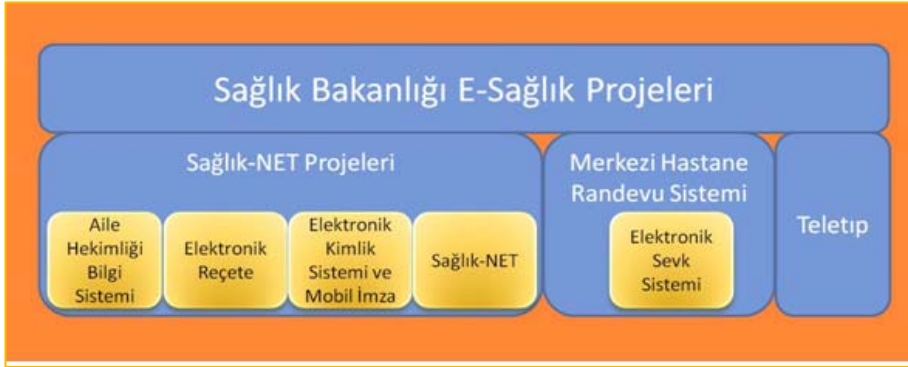 Sağlık Bakanlığı E-Sağlık Projeleri
Sağlık-NET Projeleri
Aile
Hekimliği
Bilgi
Sistemi
Elektronik
Reçete
Elektronik
Kimlik
Sistemi ve
Mobil İmza
Sağlık-NET
Merkezi Hastane
Randevu Sistemi
Elektronik
Sevk
Sistemi
Teletıp